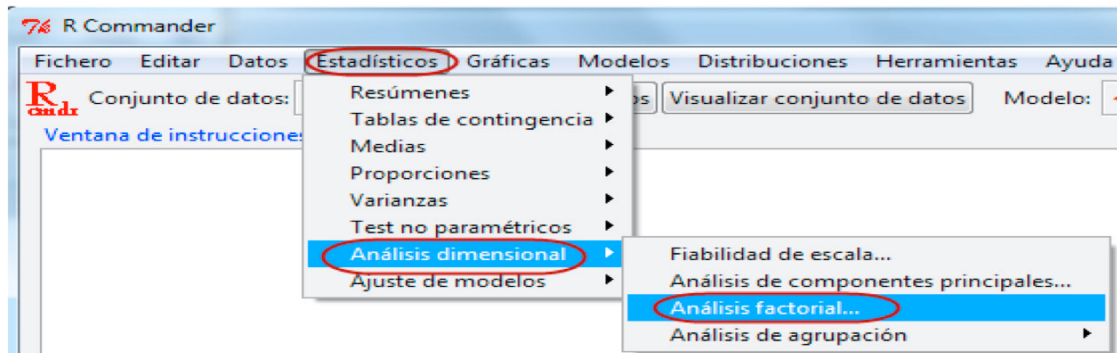 R Commander
Fichero Editar Datos Estadísticos Gráficas Modelos Distribuciones Herramientas Ayuda
R cmdr Conjunto de datos: Visualizar conjunto de datos Modelo:
Ventana de instrucciones
Resúmenes
Tablas de contingencia
Medias
Proporciones
Varianzas
Test no paramétricos
Análisis dimensional
Ajuste de modelos
Fiabilidad de escala...
Análisis de componentes principales...
Análisis factorial...
Análisis de agrupación